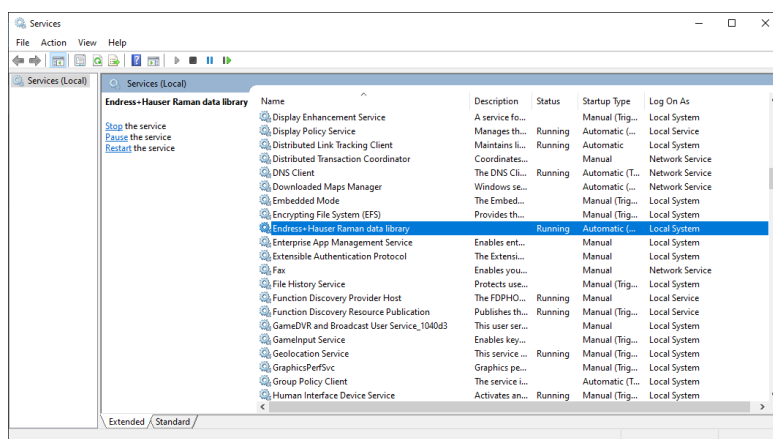 Services
File Action View Help
Services (Local)
Services (Local)
Endress+Hauser Raman data library
Stop the service
Pause the service
Restart the service
Name Description Status Startup Type Log On As
Display Enhancement Service A service fo... Manual (Trig... Local System
Display Policy Service Manages th... Running Automatic (... Local Service
Distributed Link Tracking Client Maintains li... Running Automatic Local System
Distributed Transaction Coordinator Coordinates... Manual Network Service
DNS Client The DNS Cli... Running Automatic (T... Network Service
Downloaded Maps Manager Windows se... Automatic (... Network Service
Embedded Mode The Embed... Manual (Trig... Local System
Encrypting File System (EFS) Provides th... Manual (Trig... Local System
Endress+Hauser Raman data library Running Automatic (... Local System
Enterprise App Management Service Enables ent... Manual Local System
Extensible Authentication Protocol The Extensi... Manual Local System
Fax Enables you... Manual Network Service
File History Service Protects use... Manual (Trig... Local System
Function Discovery Provider Host The FDPHO... Running Manual Local Service
Function Discovery Resource Publication Publishes th... Running Manual (Trig... Local Service
GameDVR and Broadcast User Service_1040d3 This user ser... Manual Local System
GameInput Service Enables key... Manual (Trig... Local System
Geolocation Service This service ... Running Manual (Trig... Local System
GraphicsPerfSvc Graphics pe... Manual (Trig... Local System
Group Policy Client The service i... Automatic (T... Local System
Human Interface Device Service Activates an... Running Manual (Trig... Local System
Extended Standard